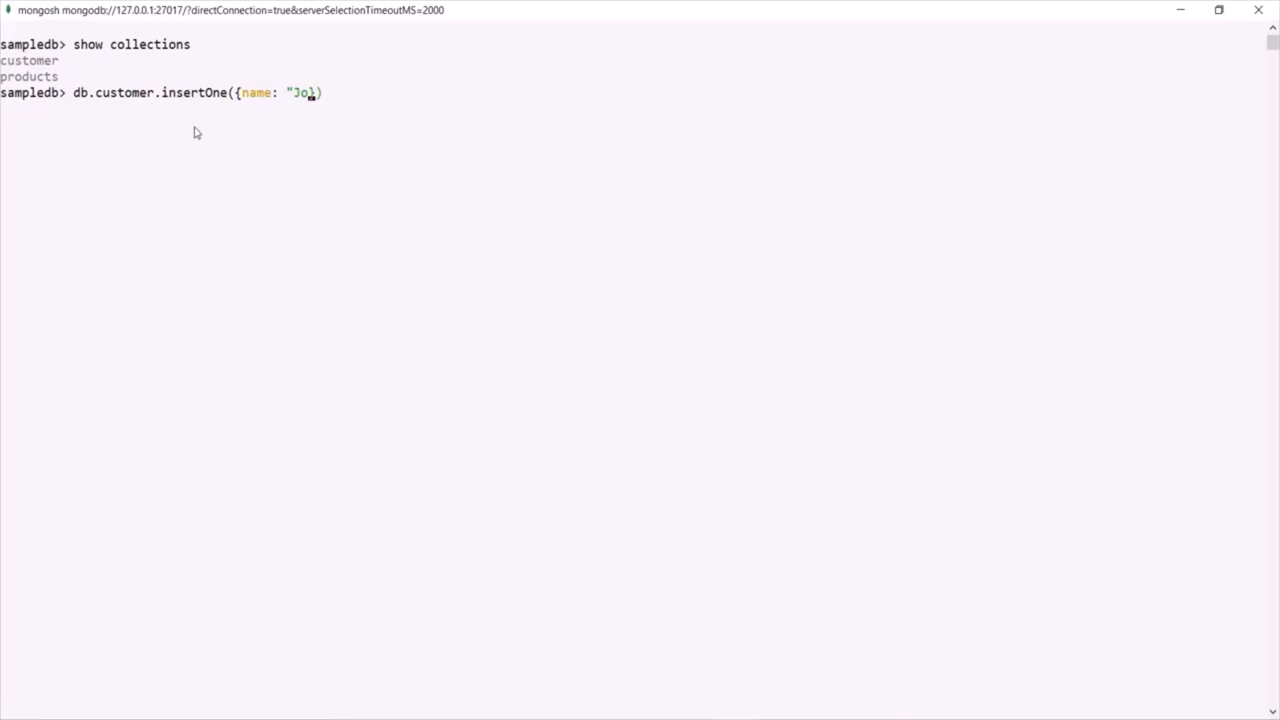 mongosh mongodb://127.0.0.1:27017/?directConnection=true&serverSelectionTimeoutMS=2000
sampledb> show collections
customer
products
sampledb> db.customer.insertOne({name: "Jo})